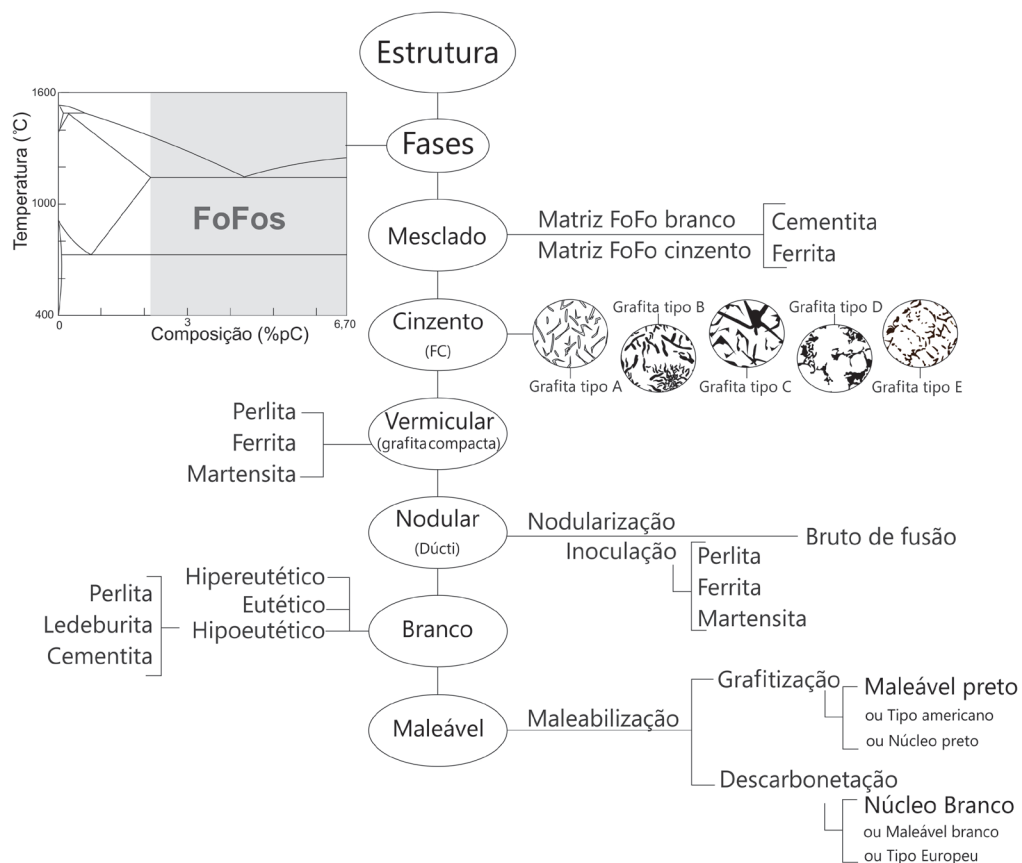 Estrutura
1600
1000
400
Temperatura (°C)
FoFos
0
3
6,70
Composição (%pC)
Fases
Mesclado
Matriz FoFo branco
Matriz FoFo cinzento
Cementita
Ferrita
Cinzento
(FC)
Grafita tipo B
Grafita tipo D
Grafita tipo A
Grafita tipo C
Grafita tipo E
Vermicular
(grafita compacta)
Perlita
Ferrita
Martensita
Nodular
(Dúcti)
Nodularização
Inoculação
Bruto de fusão
Perlita
Ferrita
Martensita
Branco
Hipereutético
Eutético
Hipoeutético
Perlita
Ledeburita
Cementita
Maleável
Maleabilização
Grafitização
Maleável preto
ou Tipo americano
ou Núcleo preto
Descarbonetação
Núcleo Branco
ou Maleável branco
ou Tipo Europeu